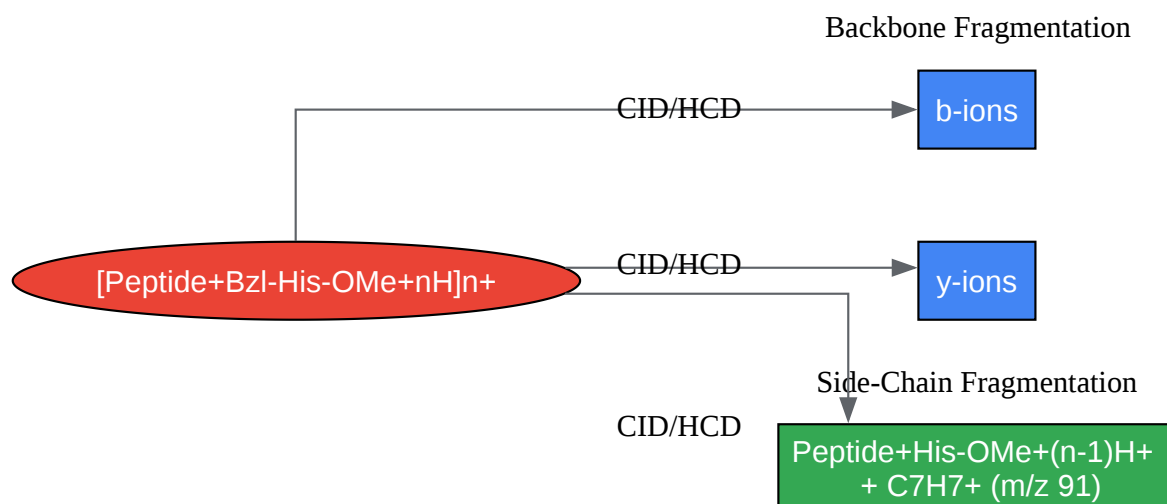 Backbone Fragmentation
CID/HCD
b-ions
[Peptide+Bzl-His-OMe+nH]n+
CID/HCD
y-ions
Side-Chain Fragmentation
CID/HCD
Peptide+His-OMe+(n-1)H+
+ C7H7+ (m/z 91)